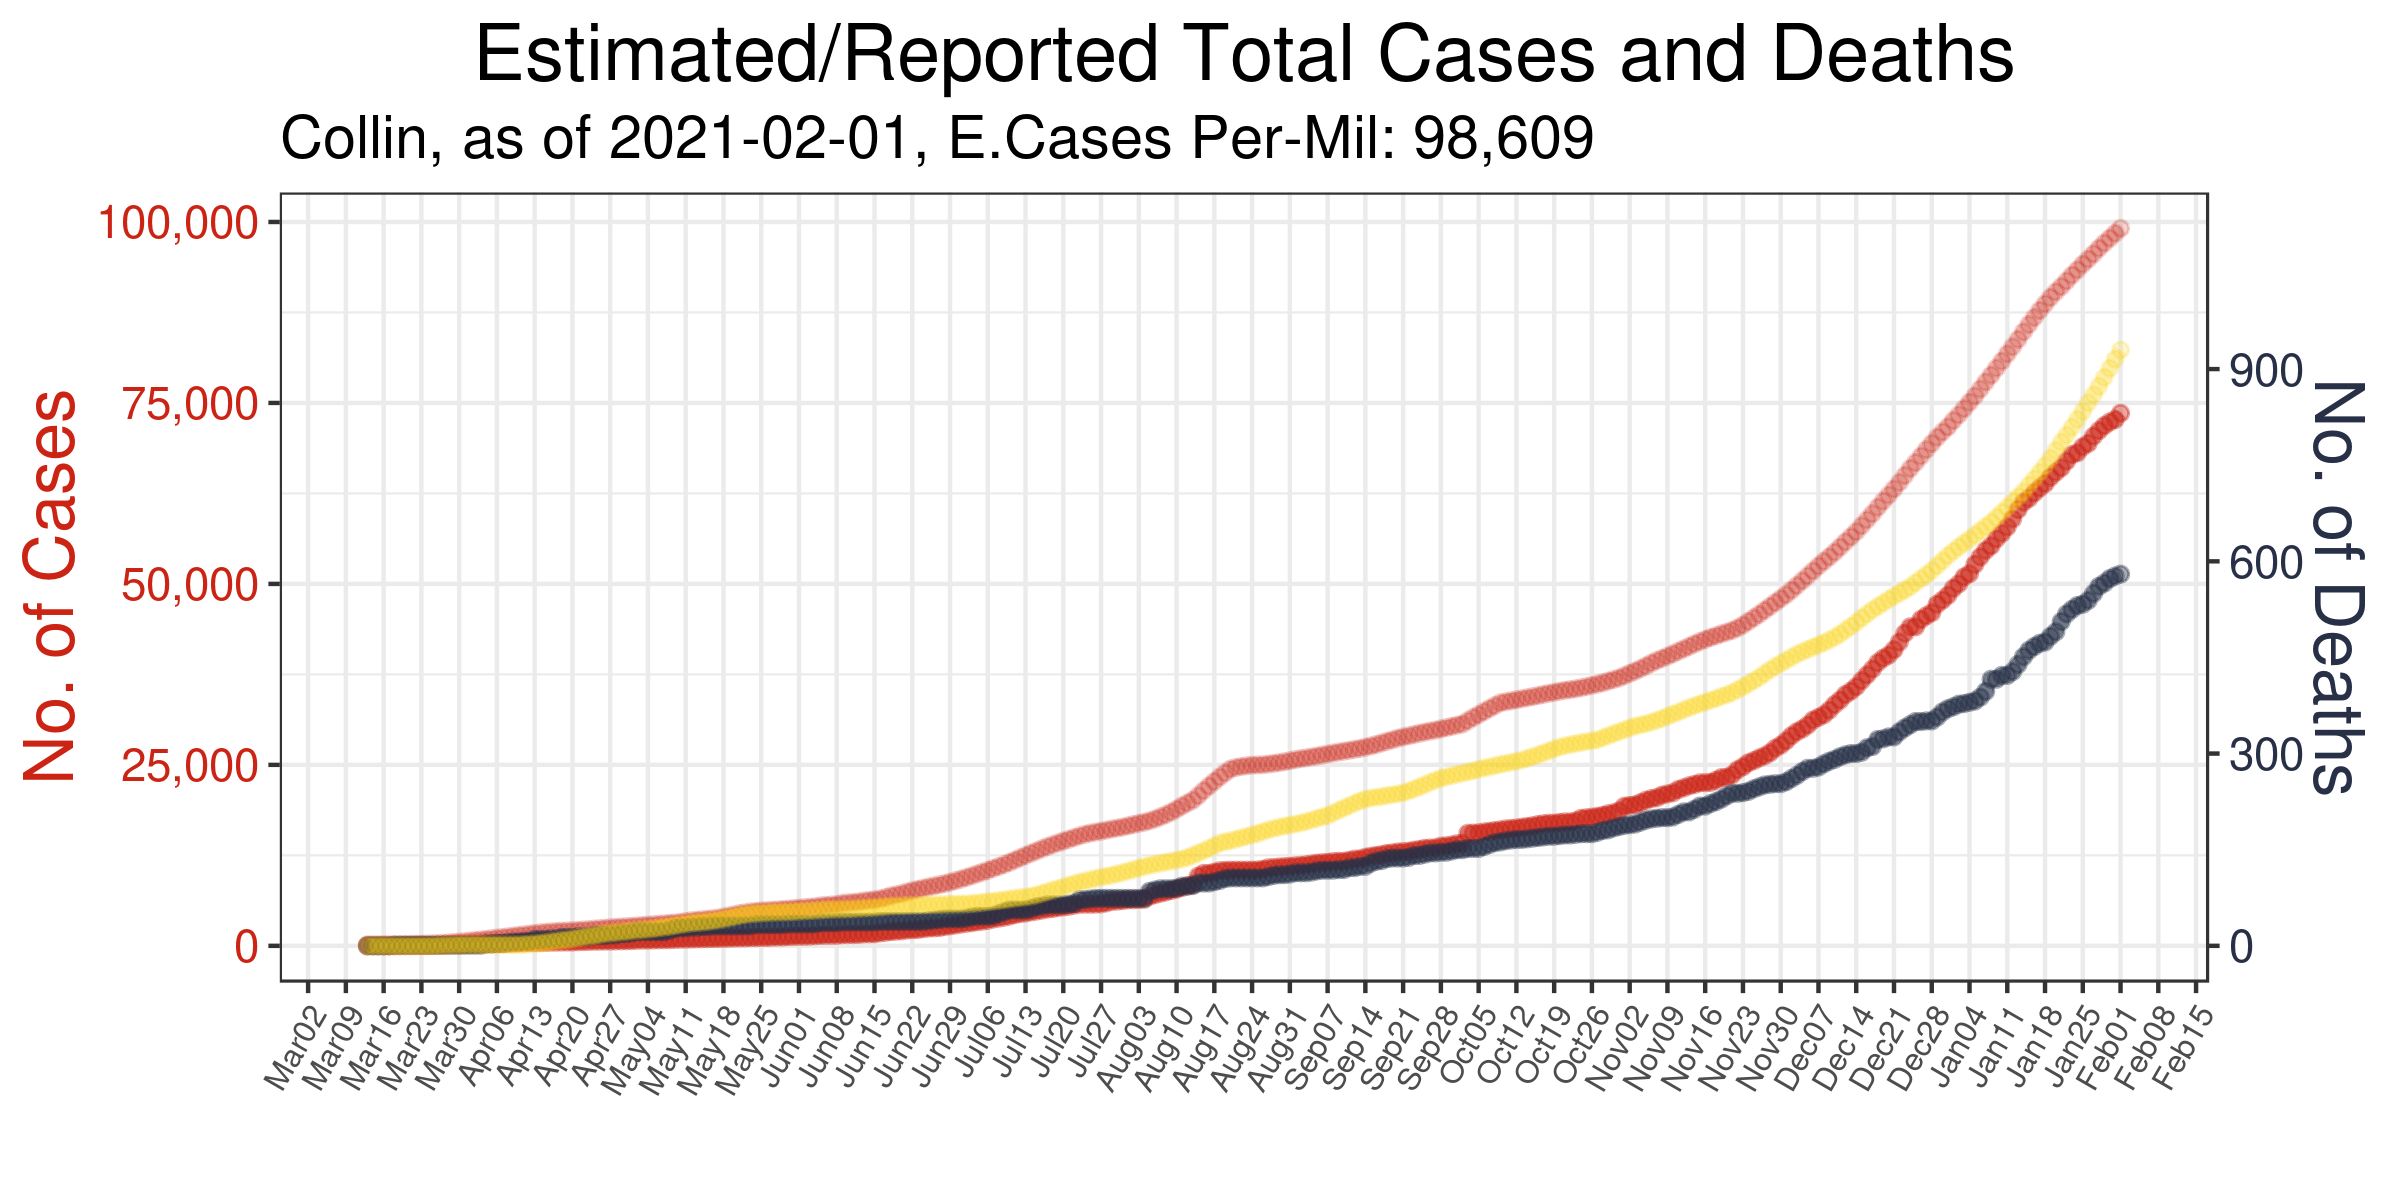 Estimated/Reported Total Cases and Deaths
Collin, as of 2021-02-01, E.Cases Per-Mil: 98,609
No. of Cases
100,000
75,000
50,000
25,000
0
900
600
300
0
No. of Deaths
Mar02
Mar09
Mar16
Mar23
Mar30
Apr06
Apr13
Apr20
Apr27
May04
May11
May18
May25
Jun01
Jun08
Jun15
Jun22
Jun29
Jul06
Jul13
Jul20
Jul27
Aug03
Aug10
Aug17
Aug24
Aug31
Sep07
Sep14
Sep21
Sep28
Oct05
Oct12
Oct19
Oct26
Nov02
Nov09
Nov16
Nov23
Nov30
Dec07
Dec14
Dec21
Dec28
Jan04
Jan11
Jan18
Jan25
Feb01
Feb08
Feb15